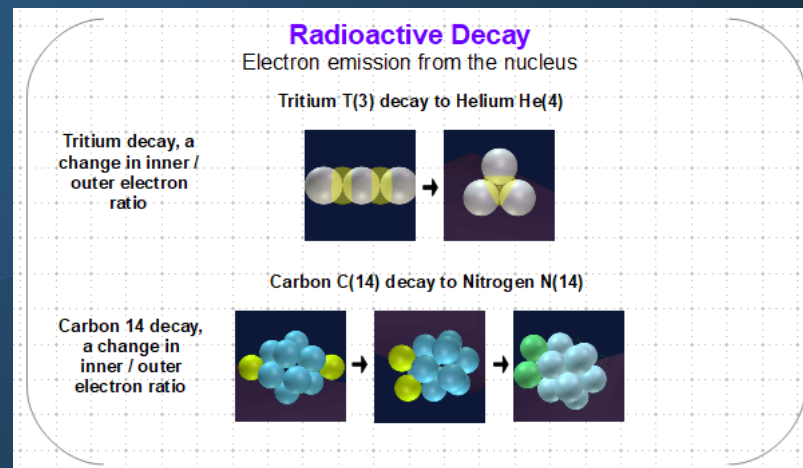 Radioactive Decay
Electron emission from the nucleus
Tritium T(3) decay to Helium He(4)
Tritium decay, a
change in inner /
outer electron
ratio
Carbon C(14) decay to Nitrogen N(14)
Carbon 14 decay,
a change in
inner / outer
electron ratio